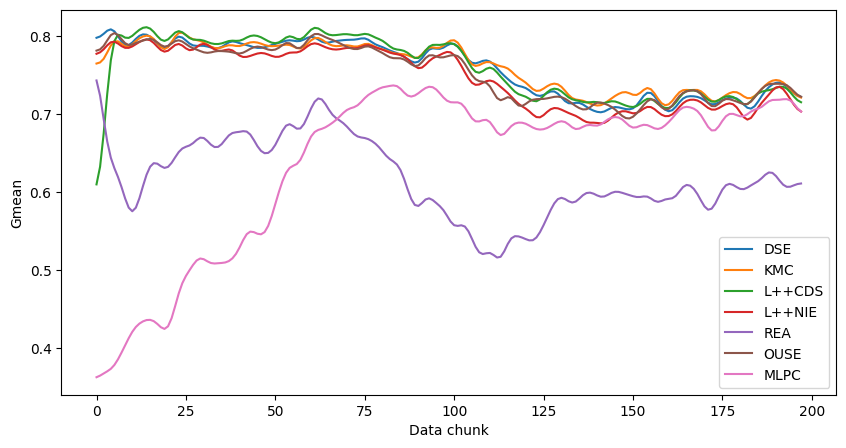 Gmean
0.8
0.7
0.6
0.5
0.4
0
25
50
75
100
125
150
175
200
Data chunk
DSE
KMC
L++CDS
L++NIE
REA
OUSE
MLPC